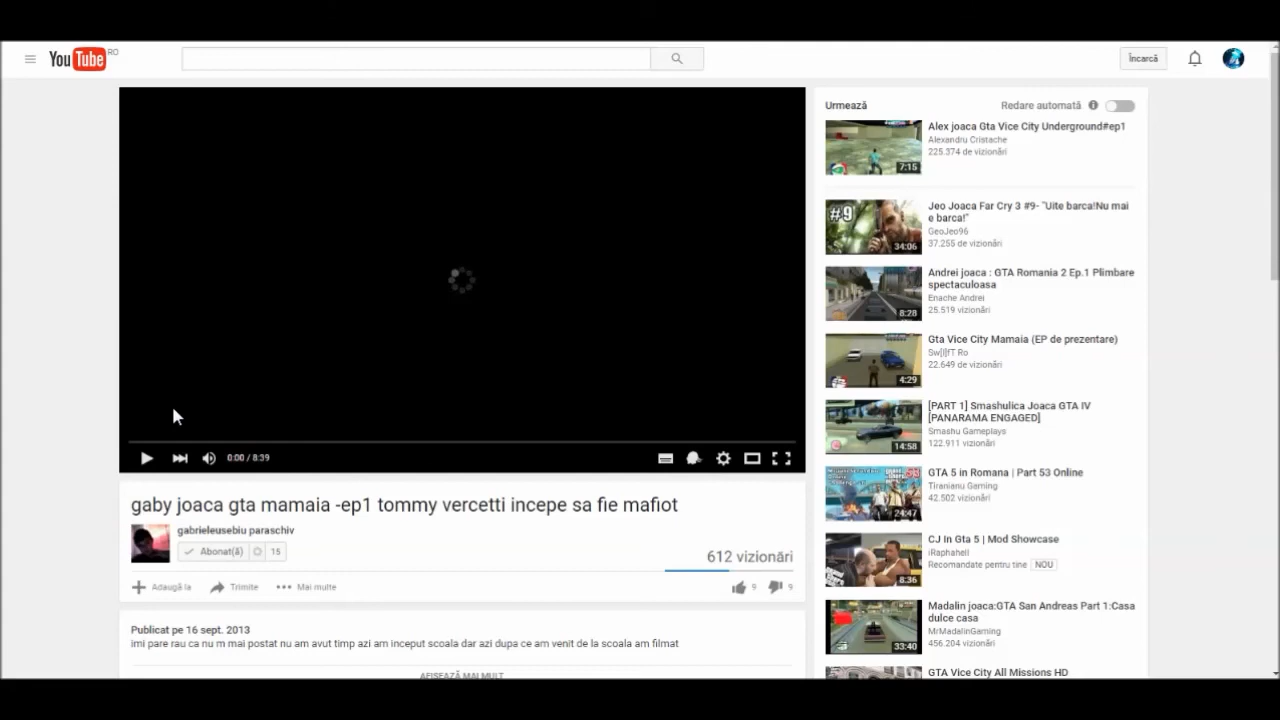 YouTube RO
Încarcă
0:00 / 8:39
gaby joaca gta mamaia -ep1 tommy vercetti incepe sa fie mafiot
gabrieleusebiu paraschiv
Abonat(ă) 15
612 vizionări
Adaugă la Trimite Mai multe
9 9
Publicat pe 16 sept. 2013
imi pare rau ca nu m mai postat nu am avut timp azi am inceput scoala dar azi dupa ce am venit de la scoala am filmat
AFIȘEAZĂ MAI MULT
Urmează
Redare automată
7:15
Alex joaca Gta Vice City Underground#ep1
Alexandru Cristache
225.374 de vizionări
#9
34:06
Jeo Joaca Far Cry 3 #9- "Uite barca!Nu mai
e barca!"
GeoJeo96
37.255 de vizionări
8:28
Andrei joaca : GTA Romania 2 Ep.1 Plimbare
spectaculoasa
Enache Andrei
25.519 vizionări
4:29
Gta Vice City Mamaia (EP de prezentare)
Sw[I]fT Ro
22.649 de vizionări
14:58
[PART 1] Smashulica Joaca GTA IV
[PANARAMA ENGAGED]
Smashu Gameplays
122.911 vizionări
24:47
GTA 5 in Romana | Part 53 Online
Tiranianu Gaming
42.502 vizionări
8:36
CJ In Gta 5 | Mod Showcase
iRaphahell
Recomandate pentru tine NOU
33:40
Madalin joaca:GTA San Andreas Part 1:Casa
dulce casa
MrMadalinGaming
456.204 vizionări
GTA Vice City All Missions HD